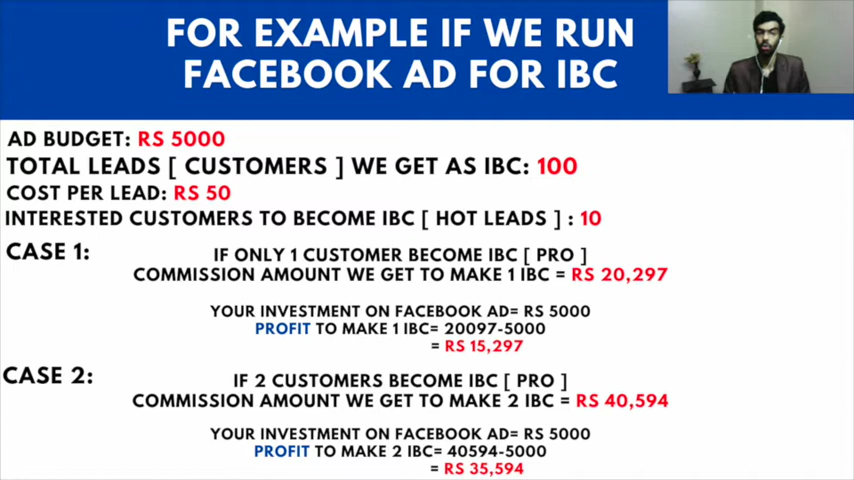 FOR EXAMPLE IF WE RUN
FACEBOOK AD FOR IBC
AD BUDGET: RS 5000
TOTAL LEADS [ CUSTOMERS ] WE GET AS IBC: 100
COST PER LEAD: RS 50
INTERESTED CUSTOMERS TO BECOME IBC [ HOT LEADS ] : 10
CASE 1:
IF ONLY 1 CUSTOMER BECOME IBC [ PRO ]
COMMISSION AMOUNT WE GET TO MAKE 1 IBC = RS 20,297
YOUR INVESTMENT ON FACEBOOK AD= RS 5000
PROFIT TO MAKE 1 IBC= 20097-5000
= RS 15,297
CASE 2:
IF 2 CUSTOMERS BECOME IBC [ PRO ]
COMMISSION AMOUNT WE GET TO MAKE 2 IBC = RS 40,594
YOUR INVESTMENT ON FACEBOOK AD= RS 5000
PROFIT TO MAKE 2 IBC= 40594-5000
= RS 35,594